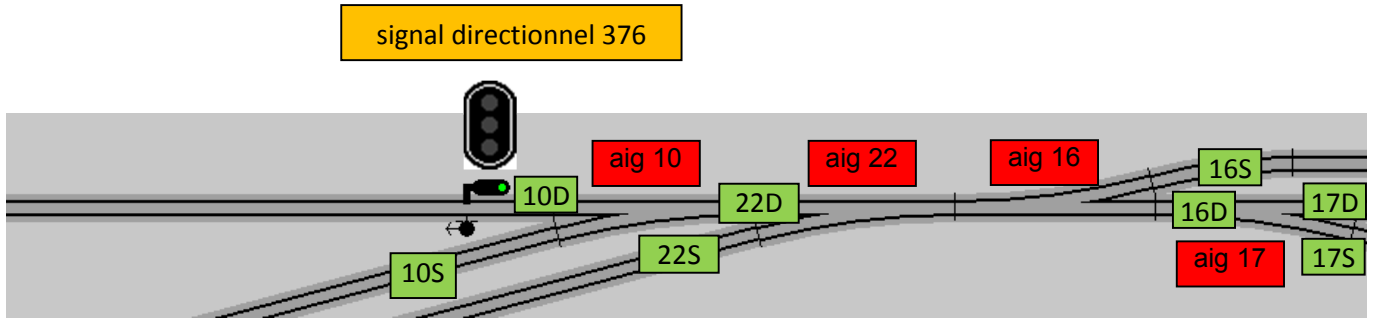 signal directionnel 376
aig 10
aig 22
aig 16
16S
10D
22D
16D
17D
10S
22S
aig 17
17S